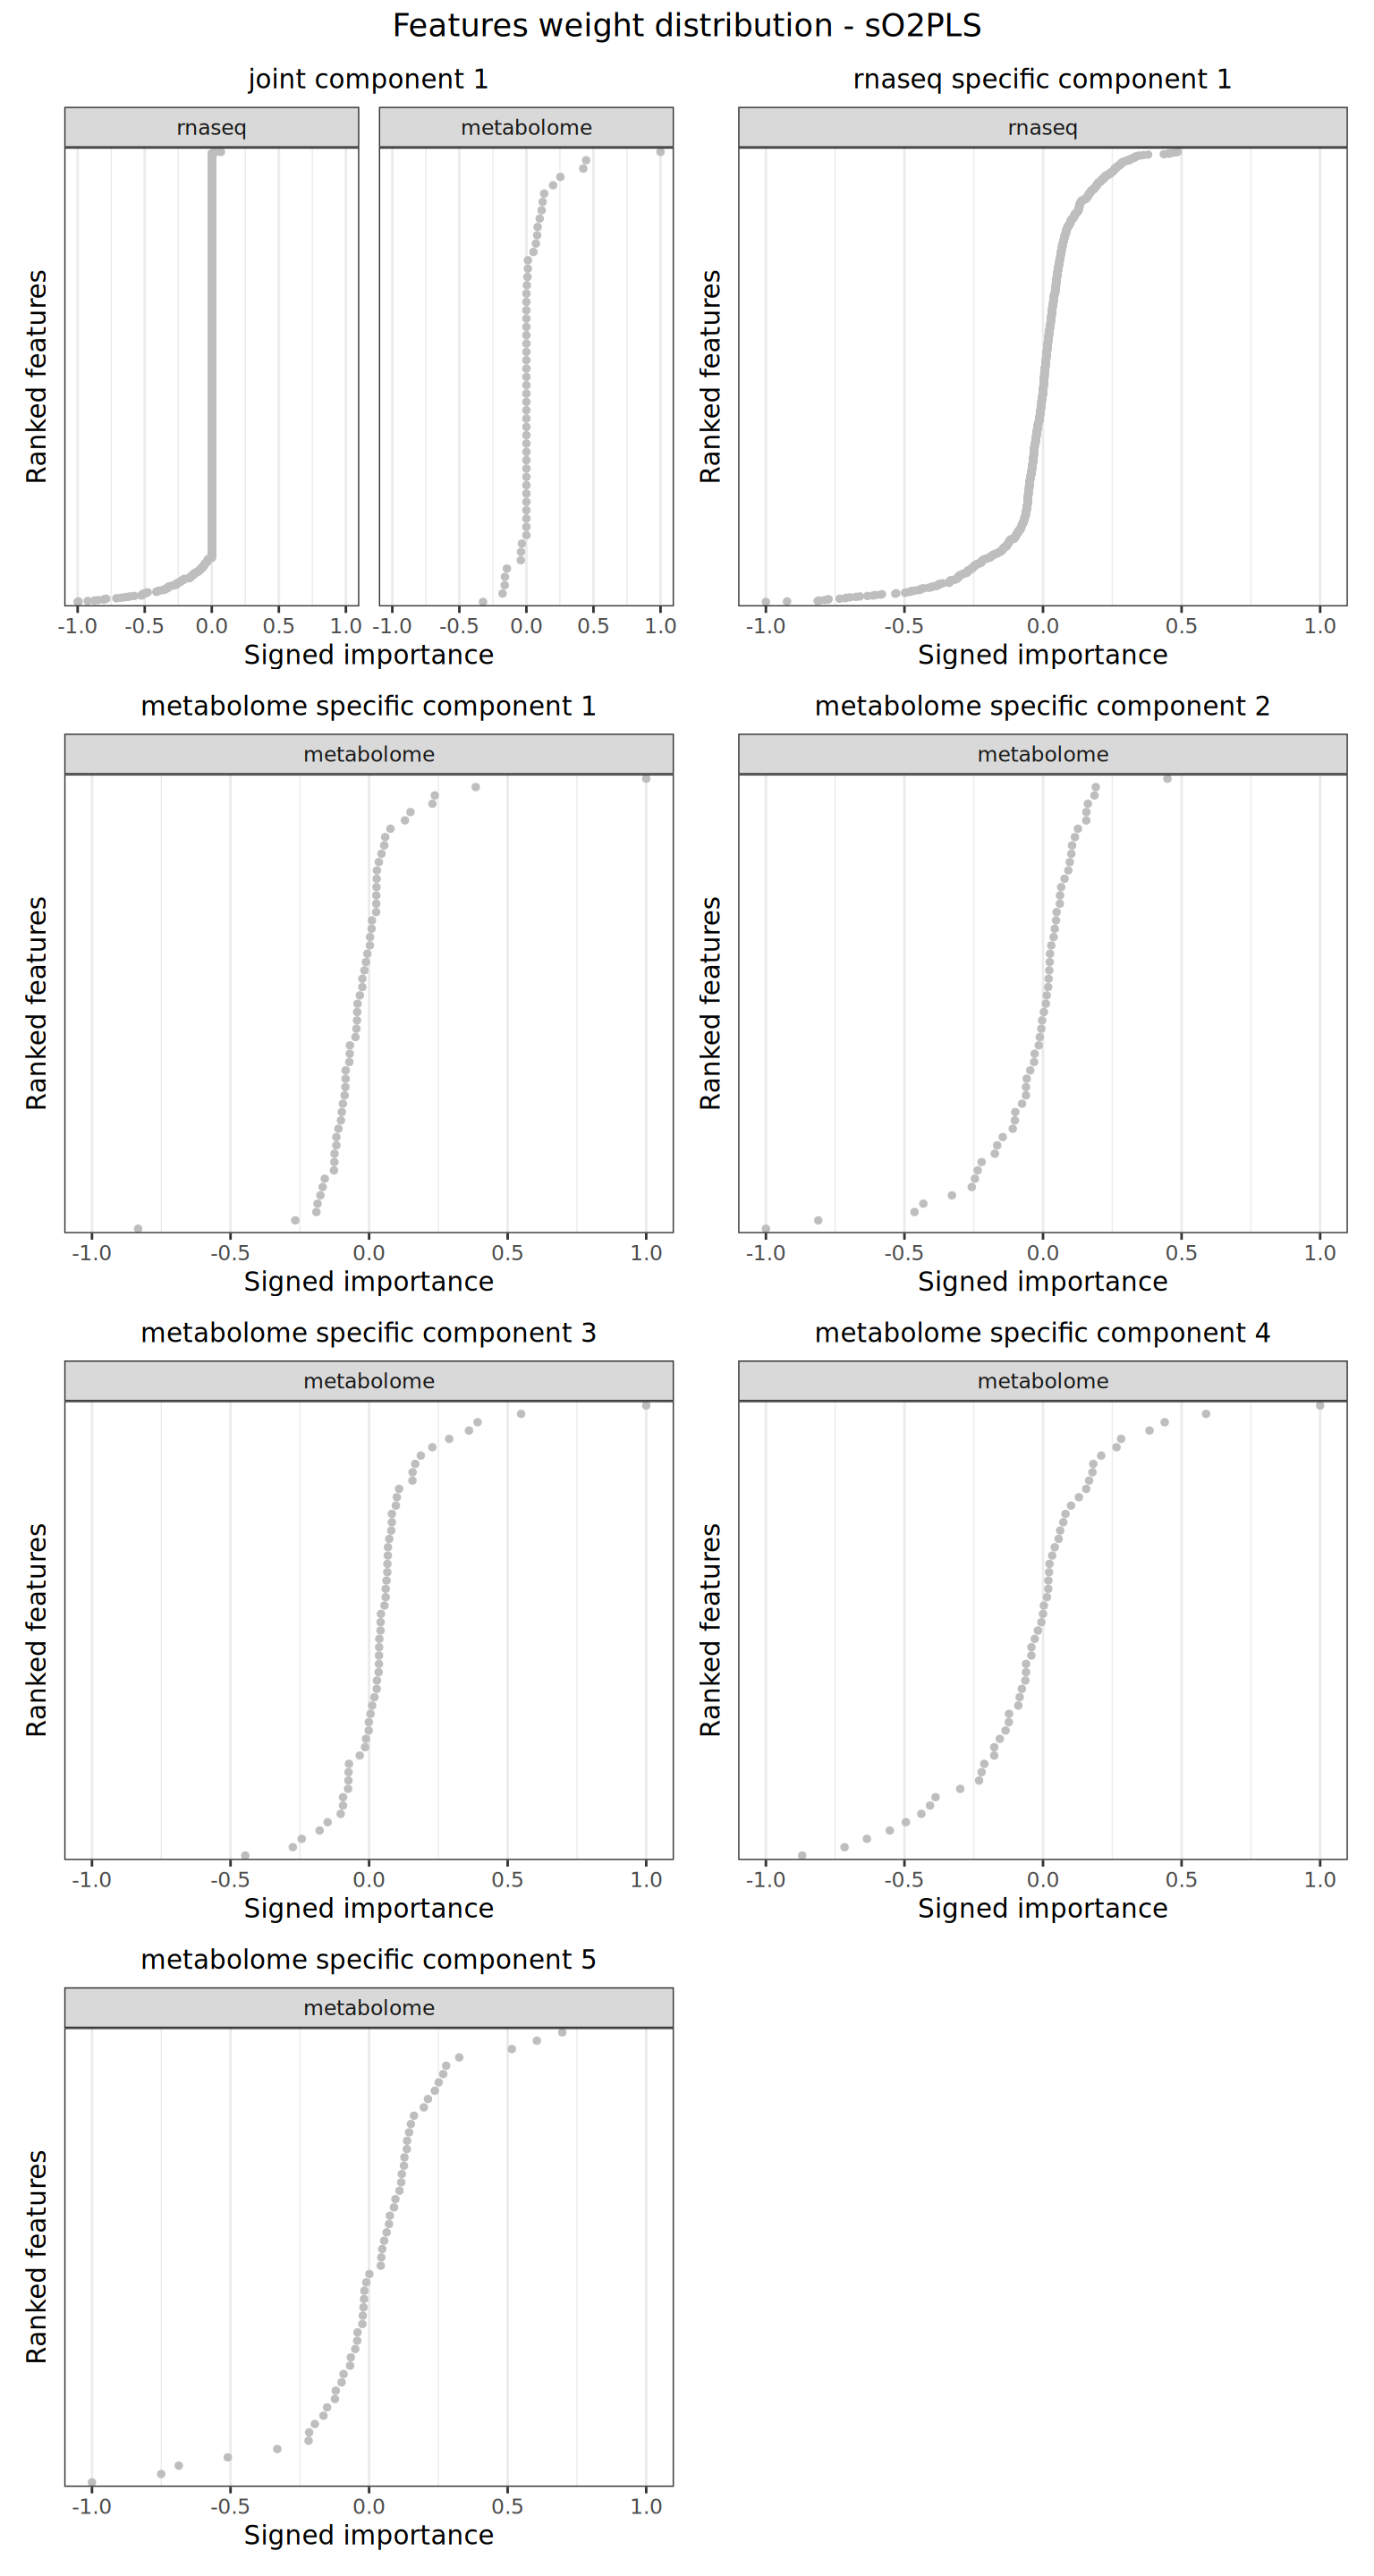 Features weight distribution - sO2PLS
joint component 1
rnaseq
metabolome
Ranked features
-1.0 -0.5 0.0 0.5 1.0
-1.0 -0.5 0.0 0.5 1.0
Signed importance
rnaseq specific component 1
rnaseq
Ranked features
-1.0 -0.5 0.0 0.5 1.0
Signed importance
metabolome specific component 1
metabolome
Ranked features
-1.0 -0.5 0.0 0.5 1.0
Signed importance
metabolome specific component 2
metabolome
Ranked features
-1.0 -0.5 0.0 0.5 1.0
Signed importance
metabolome specific component 3
metabolome
Ranked features
-1.0 -0.5 0.0 0.5 1.0
Signed importance
metabolome specific component 4
metabolome
Ranked features
-1.0 -0.5 0.0 0.5 1.0
Signed importance
metabolome specific component 5
metabolome
Ranked features
-1.0 -0.5 0.0 0.5 1.0
Signed importance